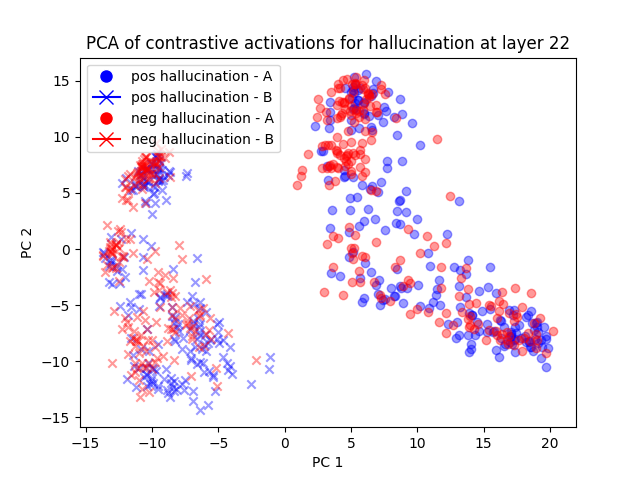 PCA of contrastive activations for hallucination at layer 22
pos hallucination - A
pos hallucination - B
neg hallucination - A
neg hallucination - B
15
10
5
0
−5
−10
−15
PC 2
−15
−10
−5
0
5
10
15
20
PC 1